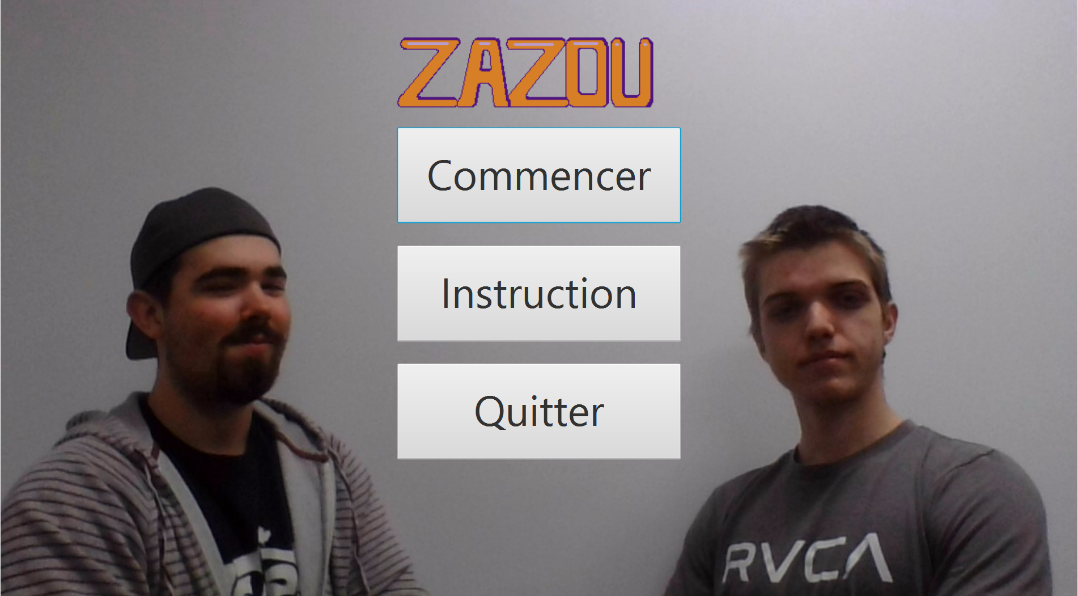 ZAZOU
Commencer
Instruction
Quitter
RVCA